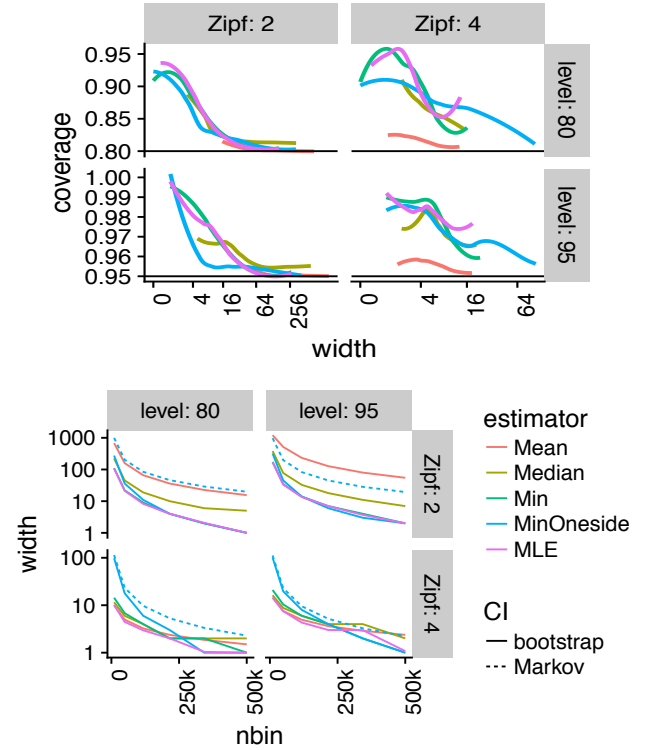 Zipf: 2 Zipf: 4
0.95
0.90
0.85
0.80
level: 80
coverage
1.00
0.99
0.98
0.97
0.96
0.95
level: 95
0 4 16 64 256 0 4 16 64
width
level: 80 level: 95
1000
100
10
1
Zipf: 2
width
100
10
1
Zipf: 4
0 250k 500k 0 250k 500k
nbin
estimator
Mean
Median
Min
MinOneside
MLE
CI
bootstrap
Markov